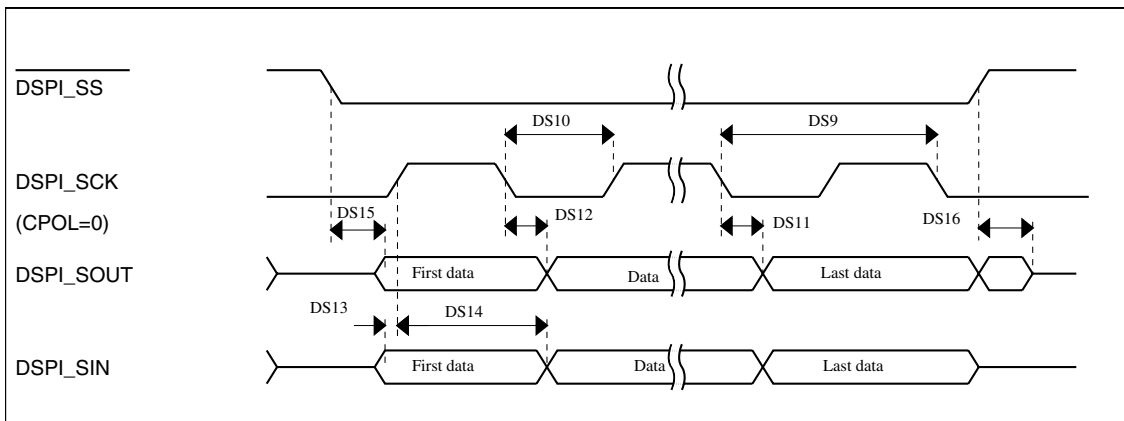 DSPI_SS
DS10
DS9
DSPI_SCK
(CPOL=0)
DS15
DS12
DS11
DS16
DSPI_SOUT
First data
Data
Last data
DS13
DS14
DSPI_SIN
First data
Data
Last data